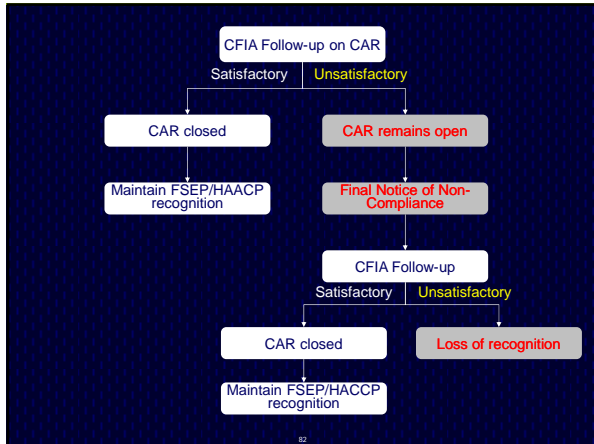 CFIA Follow-up on CAR
Satisfactory Unsatisfactory
CAR closed
CAR remains open
Maintain FSEP/HAACP
recognition
Final Notice of Non-
Compliance
CFIA Follow-up
Satisfactory Unsatisfactory
CAR closed
Loss of recognition
Maintain FSEP/HACCP
recognition
82